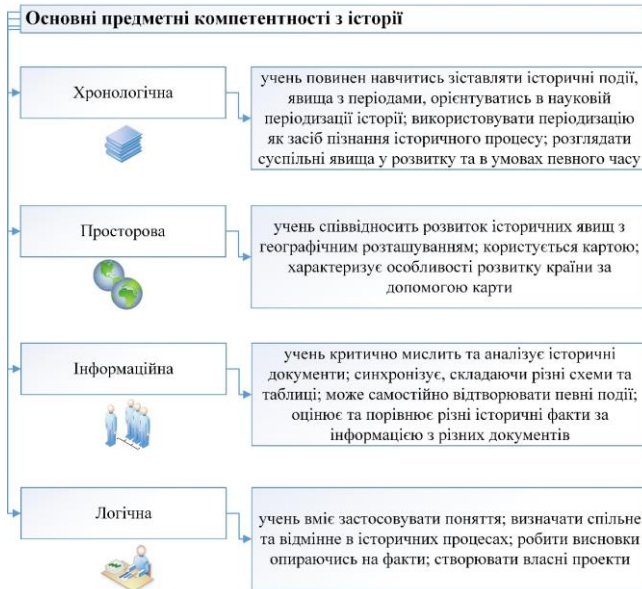 Основні предметні компетентності з історії
Хронологічна
учень повинен навчитись зіставляти історичні події,
явища з періодами, орієнтуватись в науковій
періодизації історії; використовувати періодизацію
як засіб пізнання історичного процесу; розглядати
суспільні явища у розвитку та в умовах певного часу
Просторова
учень співвідносить розвиток історичних явищ з
географічним розташуванням; користується картою;
характеризує особливості розвитку країни за
допомогою карти
Інформаційна
учень критично мислить та аналізує історичні
документи; синхронізує, складаючи різні схеми та
таблиці; може самостійно відтворювати певні події;
оцінює та порівнює різні історичні факти за
інформацією з різних документів
Логічна
учень вміє застосовувати поняття; визначати спільне
та відмінне в історичних процесах; робити висновки
опираючись на факти; створювати власні проекти